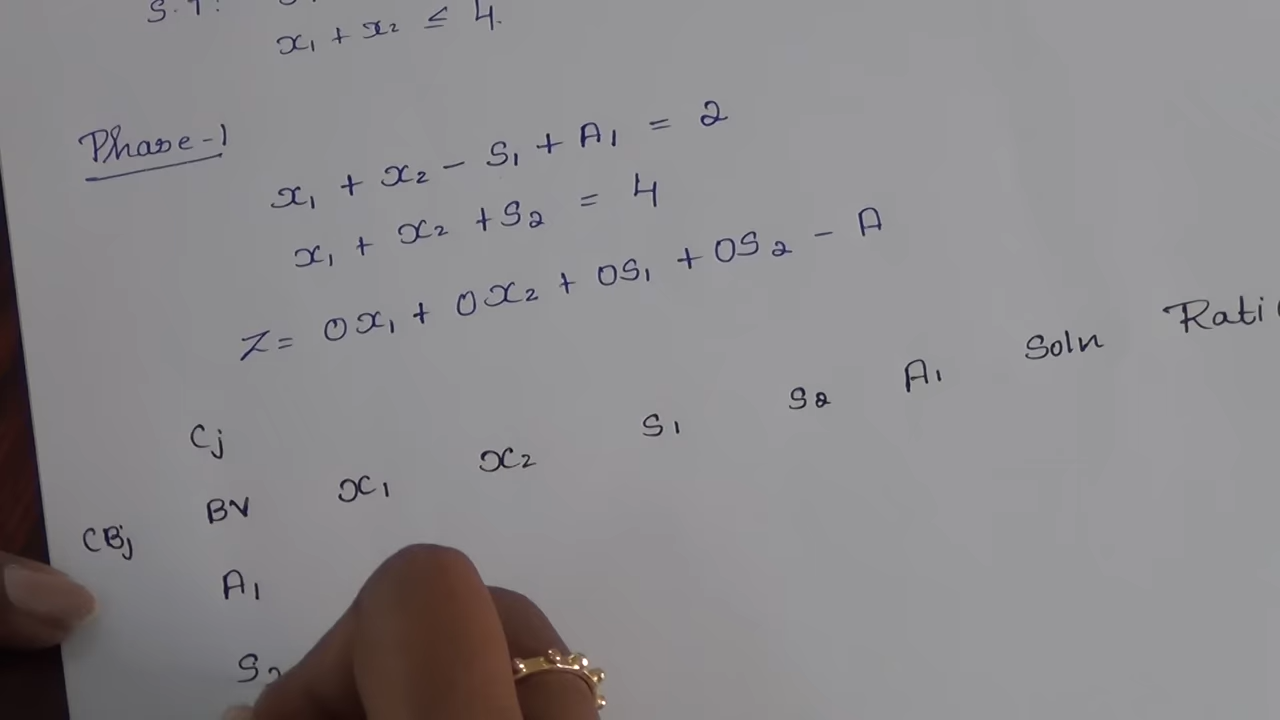 S.T.
x₁ + x₂ ≤ 4.
Phase-1
x₁ + x₂ - S₁ + A₁ = 2
x₁ + x₂ + S₂ = 4
Z = 0x₁ + 0x₂ + 0S₁ + 0S₂ - A
Cj
CBj BV x₁ x₂ S₁ S₂ A₁ Soln
A₁
S₂